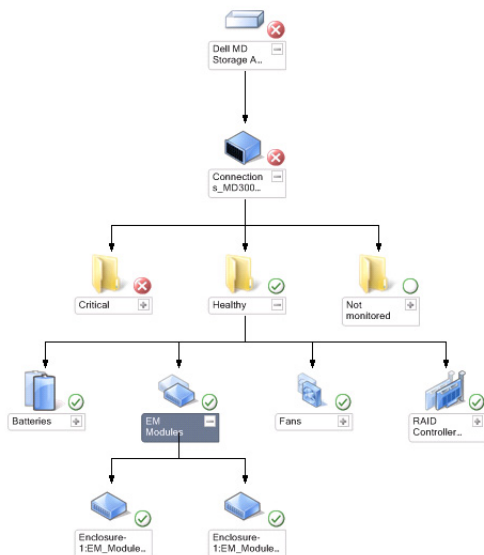 Dell MD
Storage A...
Connection
s_MD300...
Critical
Healthy
Not
monitored
Batteries
EM
Modules
Fans
RAID
Controller...
Enclosure-
1:EM_Module...
Enclosure-
1:EM_Module...